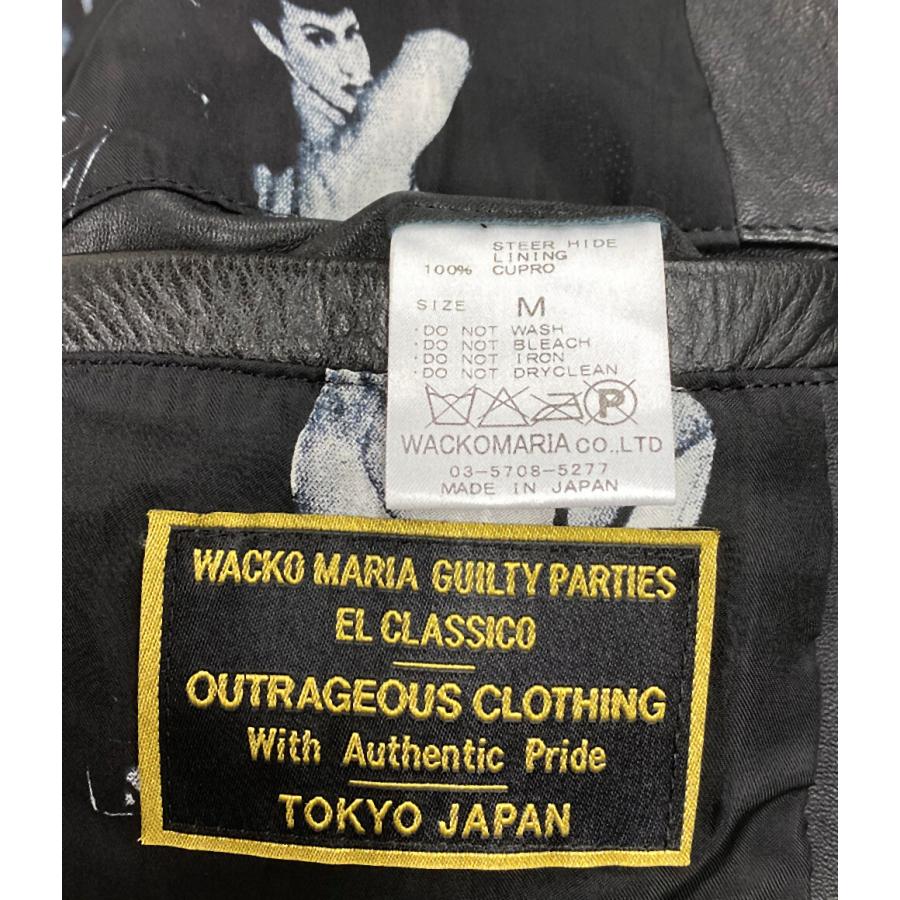 STEER HIDE
LINING
100% CUPRO
SIZE M
·DO NOT WASH
·DO NOT BLEACH
·DO NOT IRON
·DO NOT DRYCLEAN
P
WACKOMARIA CO.,LTD
03-5708-5277
MADE IN JAPAN
WACKO MARIA GUILTY PARTIES
EL CLASSICO
OUTRAGEOUS CLOTHING
With Authentic Pride
TOKYO JAPAN